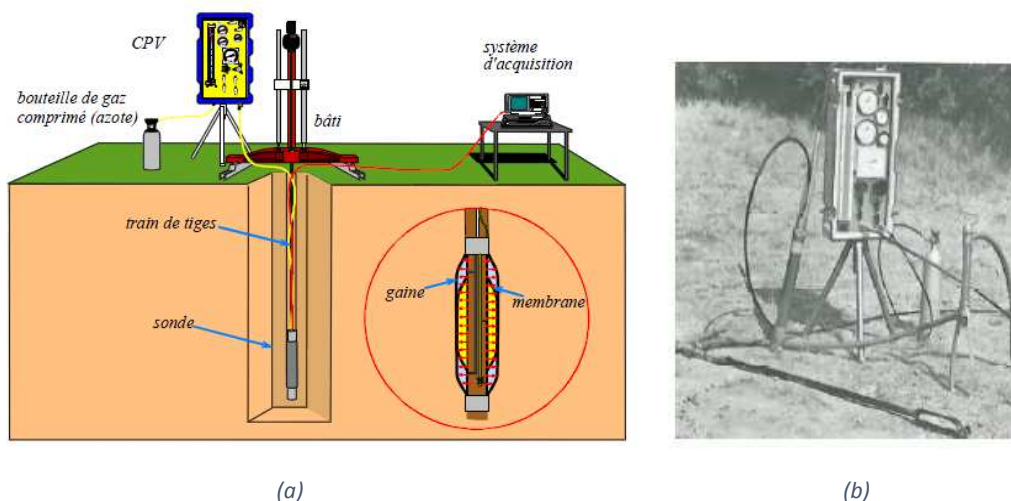 CPV
bouteille de gaz
comprimé (azote)
bâti
système
d'acquisition
train de tiges
sonde
gaine
membrane
(a)
(b)